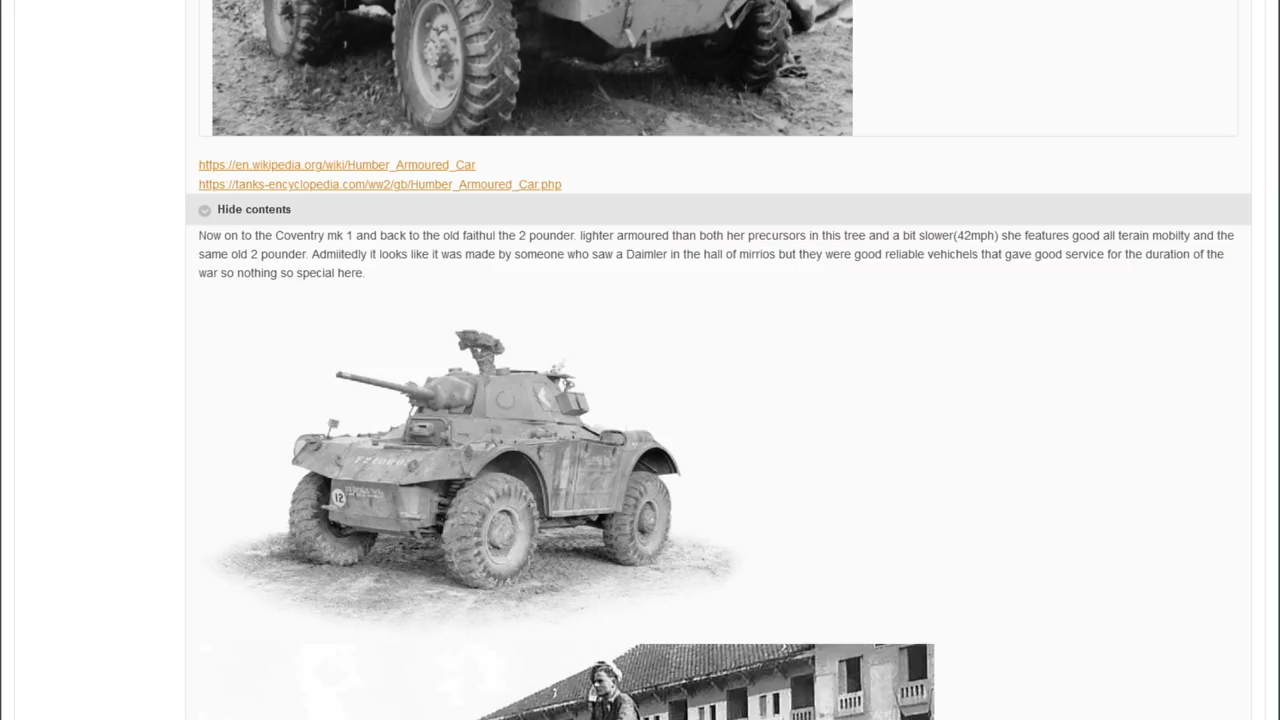 https://en.wikipedia.org/wiki/Humber_Armoured_Car
https://tanks-encyclopedia.com/ww2/gb/Humber_Armoured_Car.php
Hide contents
Now on to the Coventry mk 1 and back to the old faithul the 2 pounder. lighter armoured than both her precursors in this tree and a bit slower(42mph) she features good all terain mobilty and the
same old 2 pounder. Admiitedly it looks like it was made by someone who saw a Daimler in the hall of mirrios but they were good reliable vehichels that gave good service for the duration of the
war so nothing so special here.
12